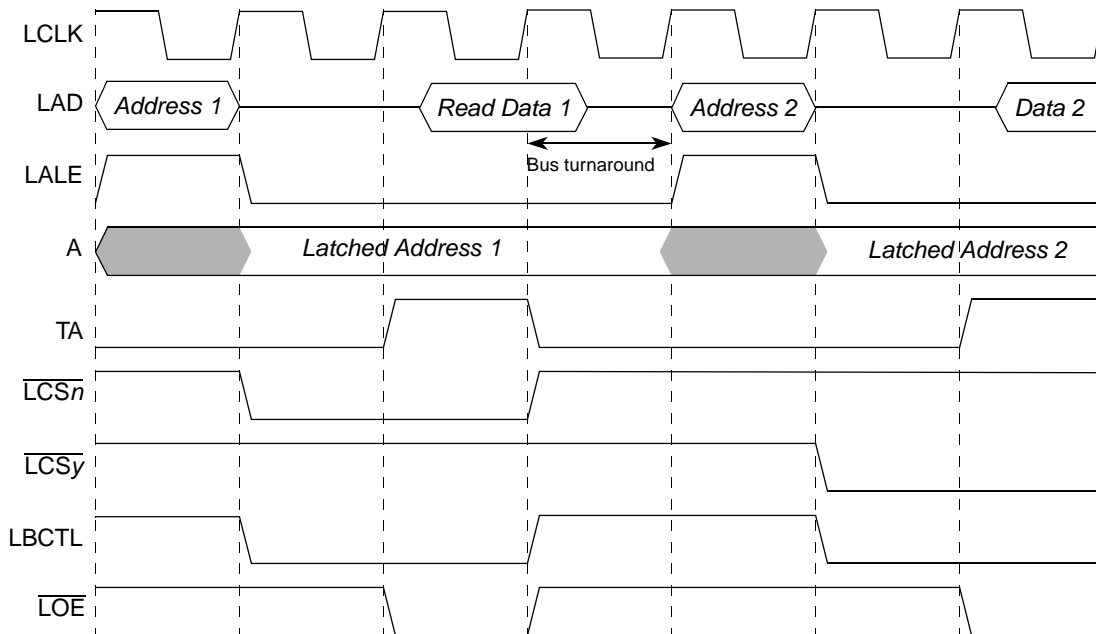 LCLK
LAD Address 1 Read Data 1 Address 2 Data 2
Bus turnaround
LALE
A Latched Address 1 Latched Address 2
TA
LCSn
LCSy
LBCTL
LOE